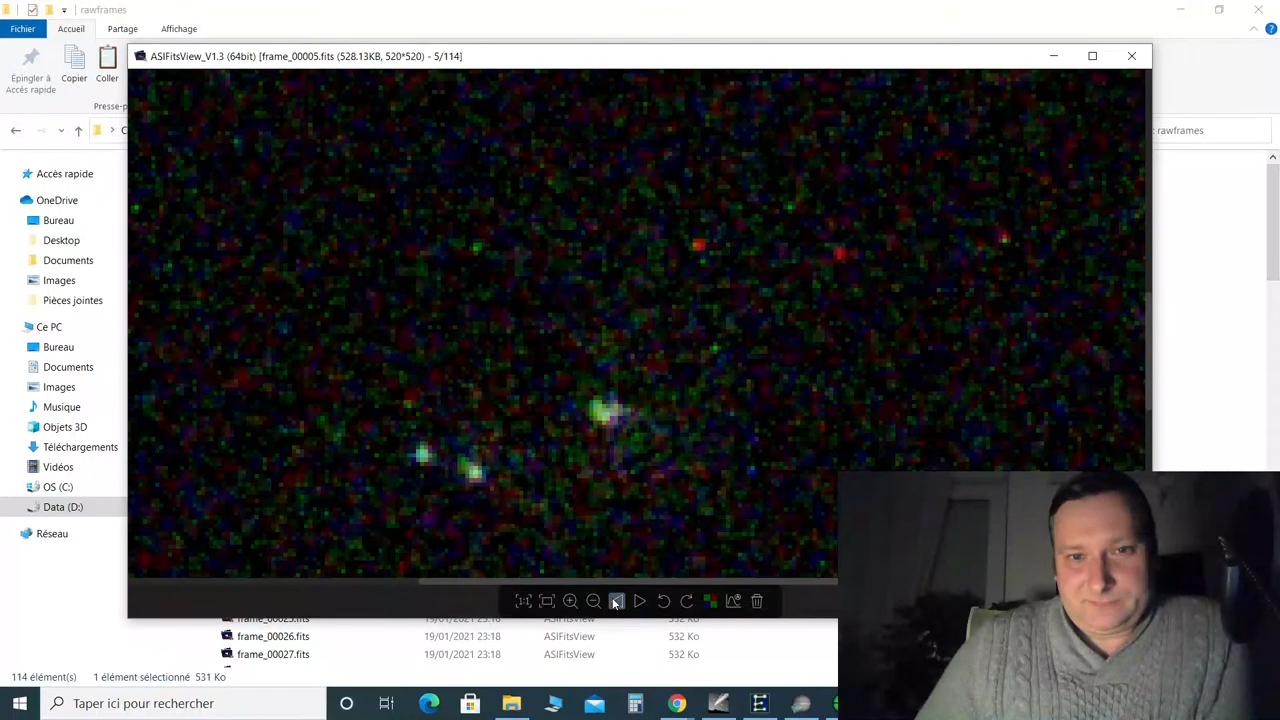 rawframes
Fichier
Accueil
Partage
Affichage
ASIFitsView_V1.3 (64bit) [frame_00005.fits (528.13KB, 520*520) - 5/114]
Épingler à
Accès rapide
Copier
Coller
Presse-p
C
rawframes
Accès rapide
OneDrive
Bureau
Desktop
Documents
Images
Pièces jointes
Ce PC
Bureau
Documents
Images
Musique
Objets 3D
Téléchargements
Vidéos
OS (C:)
Data (D:)
Réseau
frame_00026.fits 19/01/2021 23:18 ASIFitsView 532 Ko
frame_00027.fits 19/01/2021 23:18 ASIFitsView 532 Ko
114 élément(s) 1 élément sélectionné 531 Ko
Taper ici pour rechercher